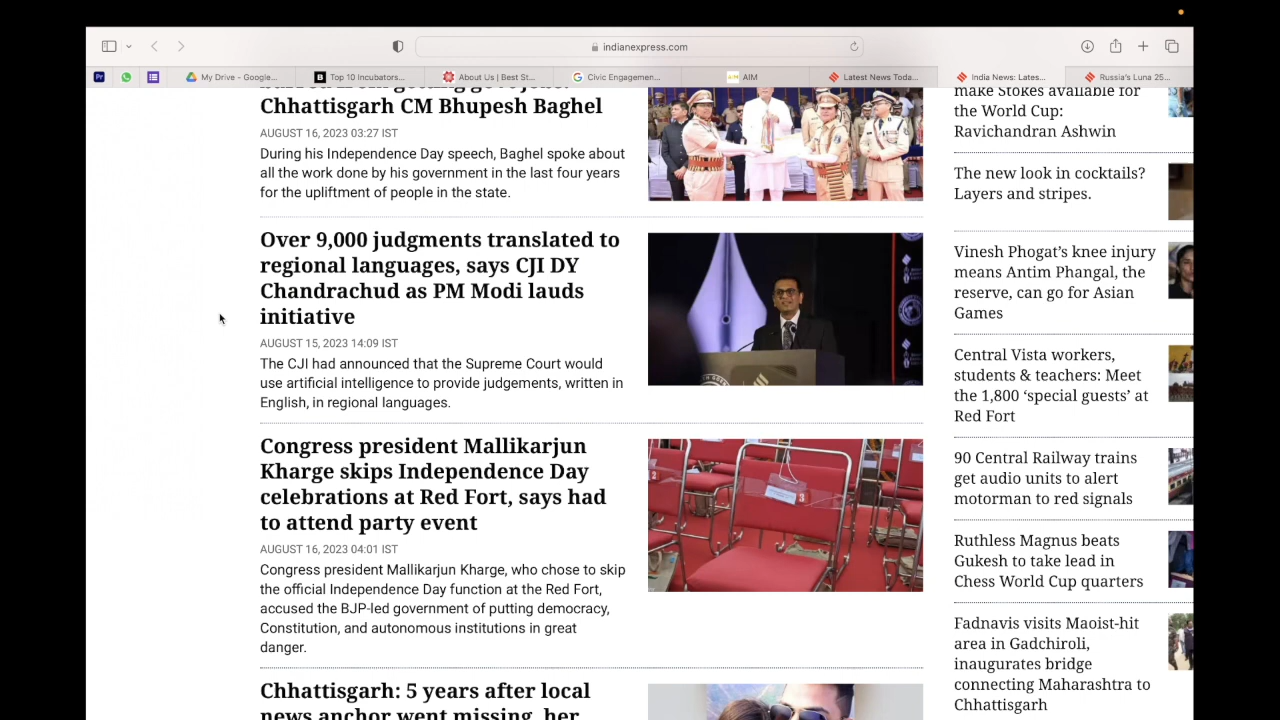 indianexpress.com
My Drive - Google...
Top 10 Incubators...
About Us | Best St...
Civic Engagemen...
AIM
Latest News Toda...
India News: Lates...
Russia's Luna 25...
Chhattisgarh CM Bhupesh Baghel
AUGUST 16, 2023 03:27 IST
During his Independence Day speech, Baghel spoke about
all the work done by his government in the last four years
for the upliftment of people in the state.
Over 9,000 judgments translated to
regional languages, says CJI DY
Chandrachud as PM Modi lauds
initiative
AUGUST 15, 2023 14:09 IST
The CJI had announced that the Supreme Court would
use artificial intelligence to provide judgements, written in
English, in regional languages.
Congress president Mallikarjun
Kharge skips Independence Day
celebrations at Red Fort, says had
to attend party event
AUGUST 16, 2023 04:01 IST
Congress president Mallikarjun Kharge, who chose to skip
the official Independence Day function at the Red Fort,
accused the BJP-led government of putting democracy,
Constitution, and autonomous institutions in great
danger.
Chhattisgarh: 5 years after local
news anchor went missing, her
make Stokes available for
the World Cup:
Ravichandran Ashwin
The new look in cocktails?
Layers and stripes.
Vinesh Phogat's knee injury
means Antim Phangal, the
reserve, can go for Asian
Games
Central Vista workers,
students & teachers: Meet
the 1,800 ‘special guests’ at
Red Fort
90 Central Railway trains
get audio units to alert
motorman to red signals
Ruthless Magnus beats
Gukesh to take lead in
Chess World Cup quarters
Fadnavis visits Maoist-hit
area in Gadchiroli,
inaugurates bridge
connecting Maharashtra to
Chhattisgarh